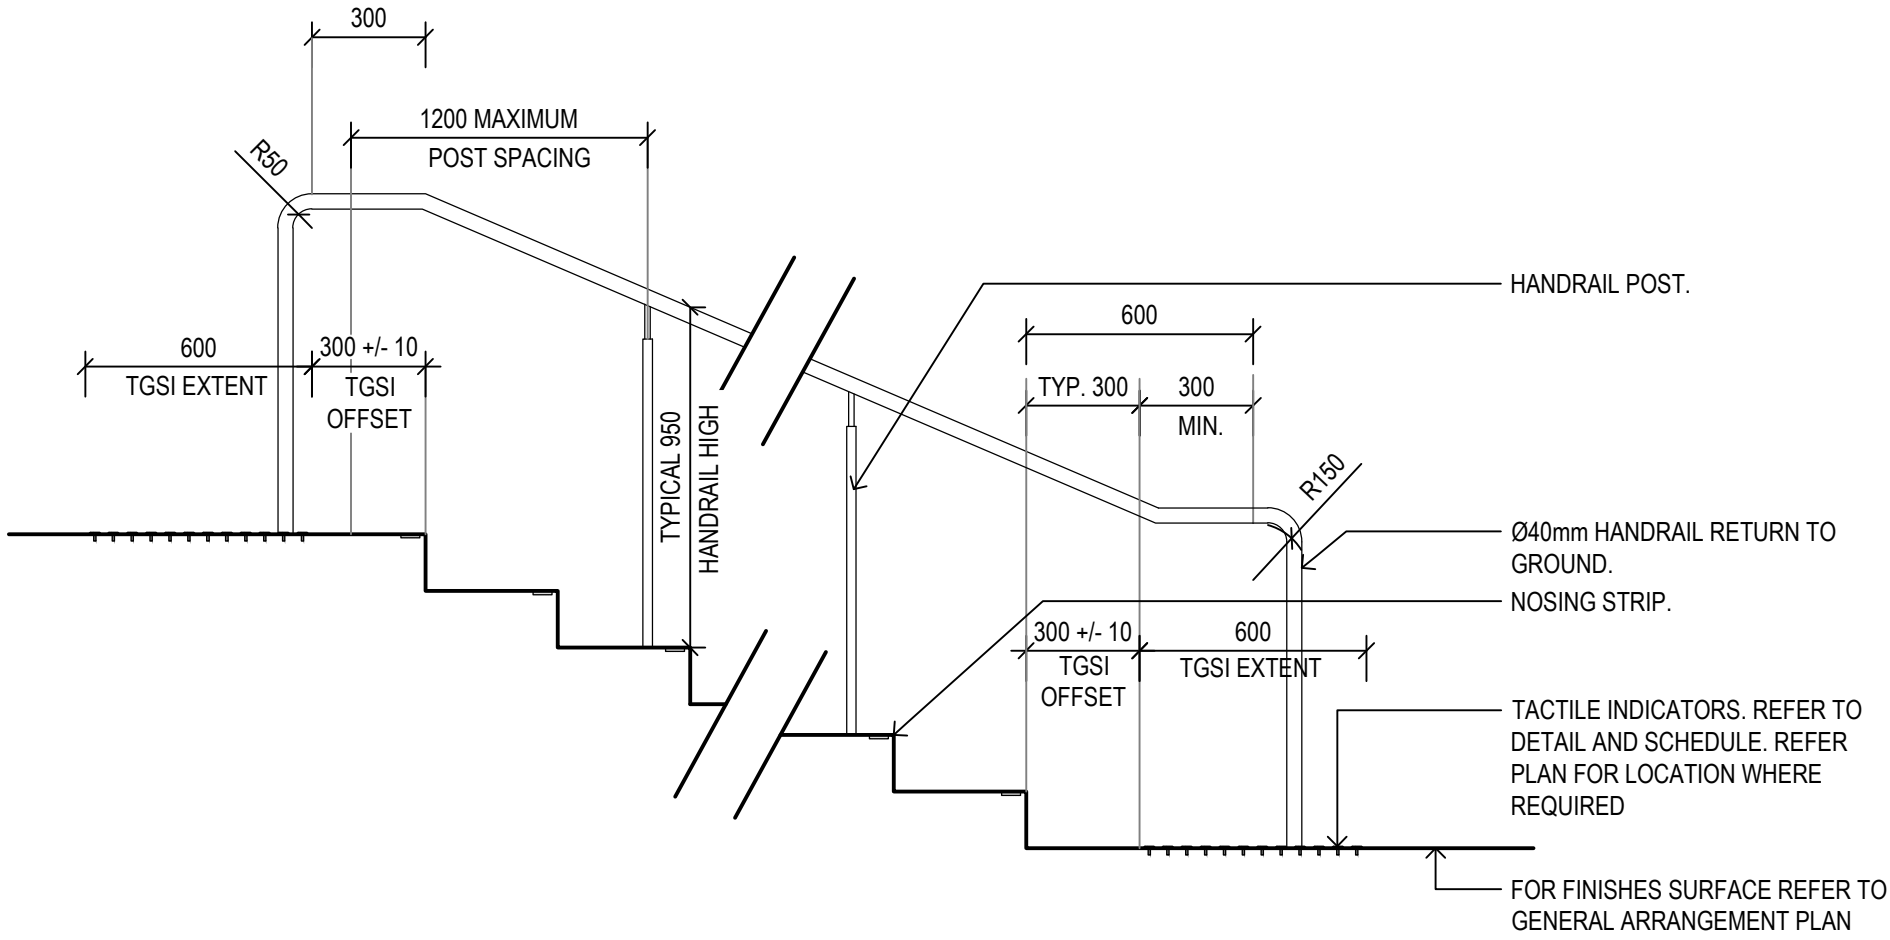 300
1200 MAXIMUM
POST SPACING
R50
600
TGSI EXTENT
300 +/- 10
TGSI
OFFSET
TYPICAL 950
HANDRAIL HIGH
HANDRAIL POST.
600
TYP. 300
300
MIN.
R150
Ø40mm HANDRAIL RETURN TO
GROUND.
NOSING STRIP.
300 +/- 10
TGSI
OFFSET
600
TGSI EXTENT
TACTILE INDICATORS. REFER TO
DETAIL AND SCHEDULE. REFER
PLAN FOR LOCATION WHERE
REQUIRED
FOR FINISHES SURFACE REFER TO
GENERAL ARRANGEMENT PLAN